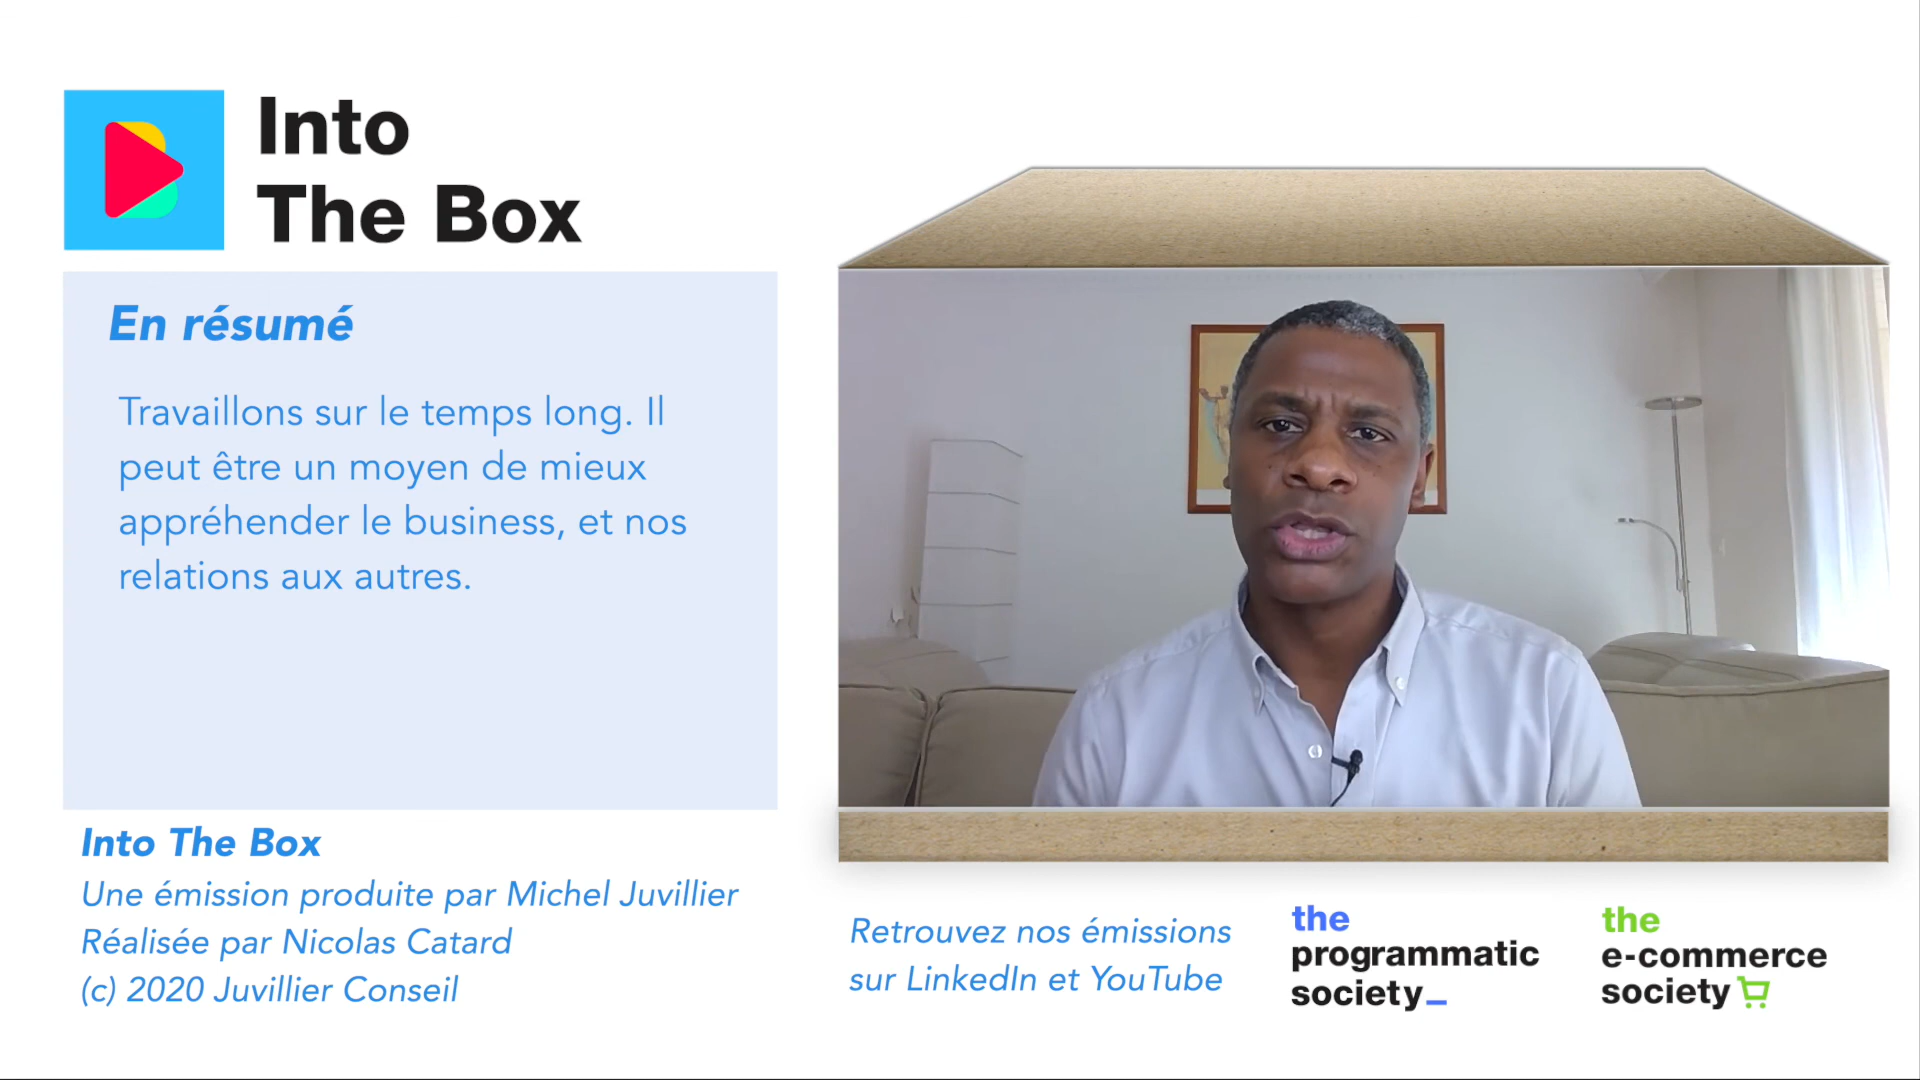 Into
The Box
En résumé
Travaillons sur le temps long. Il
peut être un moyen de mieux
appréhender le business, et nos
relations aux autres.
Into The Box
Une émission produite par Michel Juvillier
Réalisée par Nicolas Catard
(c) 2020 Juvillier Conseil
Retrouvez nos émissions
sur LinkedIn et YouTube
the
programmatic
society_
the
e-commerce
society